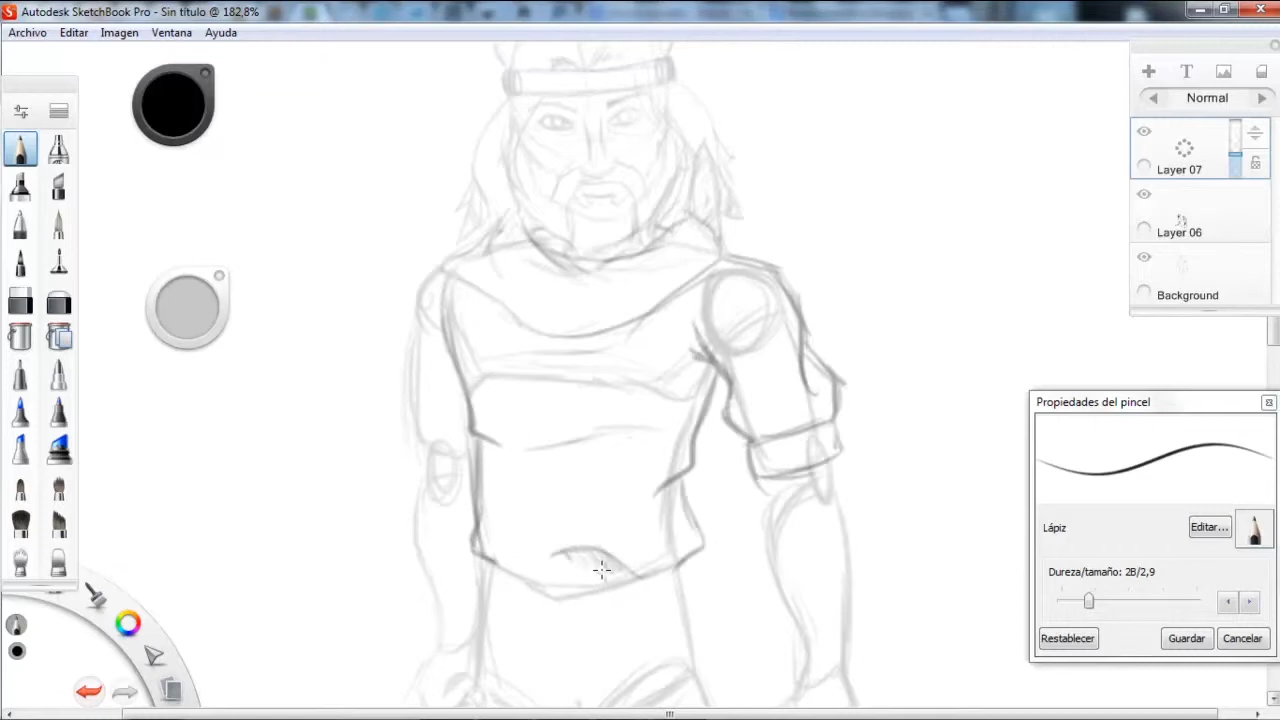 Autodesk SketchBook Pro - Sin título @ 182,8%
Archivo Editar Imagen Ventana Ayuda
Normal
Layer 07
Layer 06
Background
Propiedades del pincel
Lápiz
Editar...
Dureza/tamaño: 2B/2,9
Restablecer Guardar Cancelar